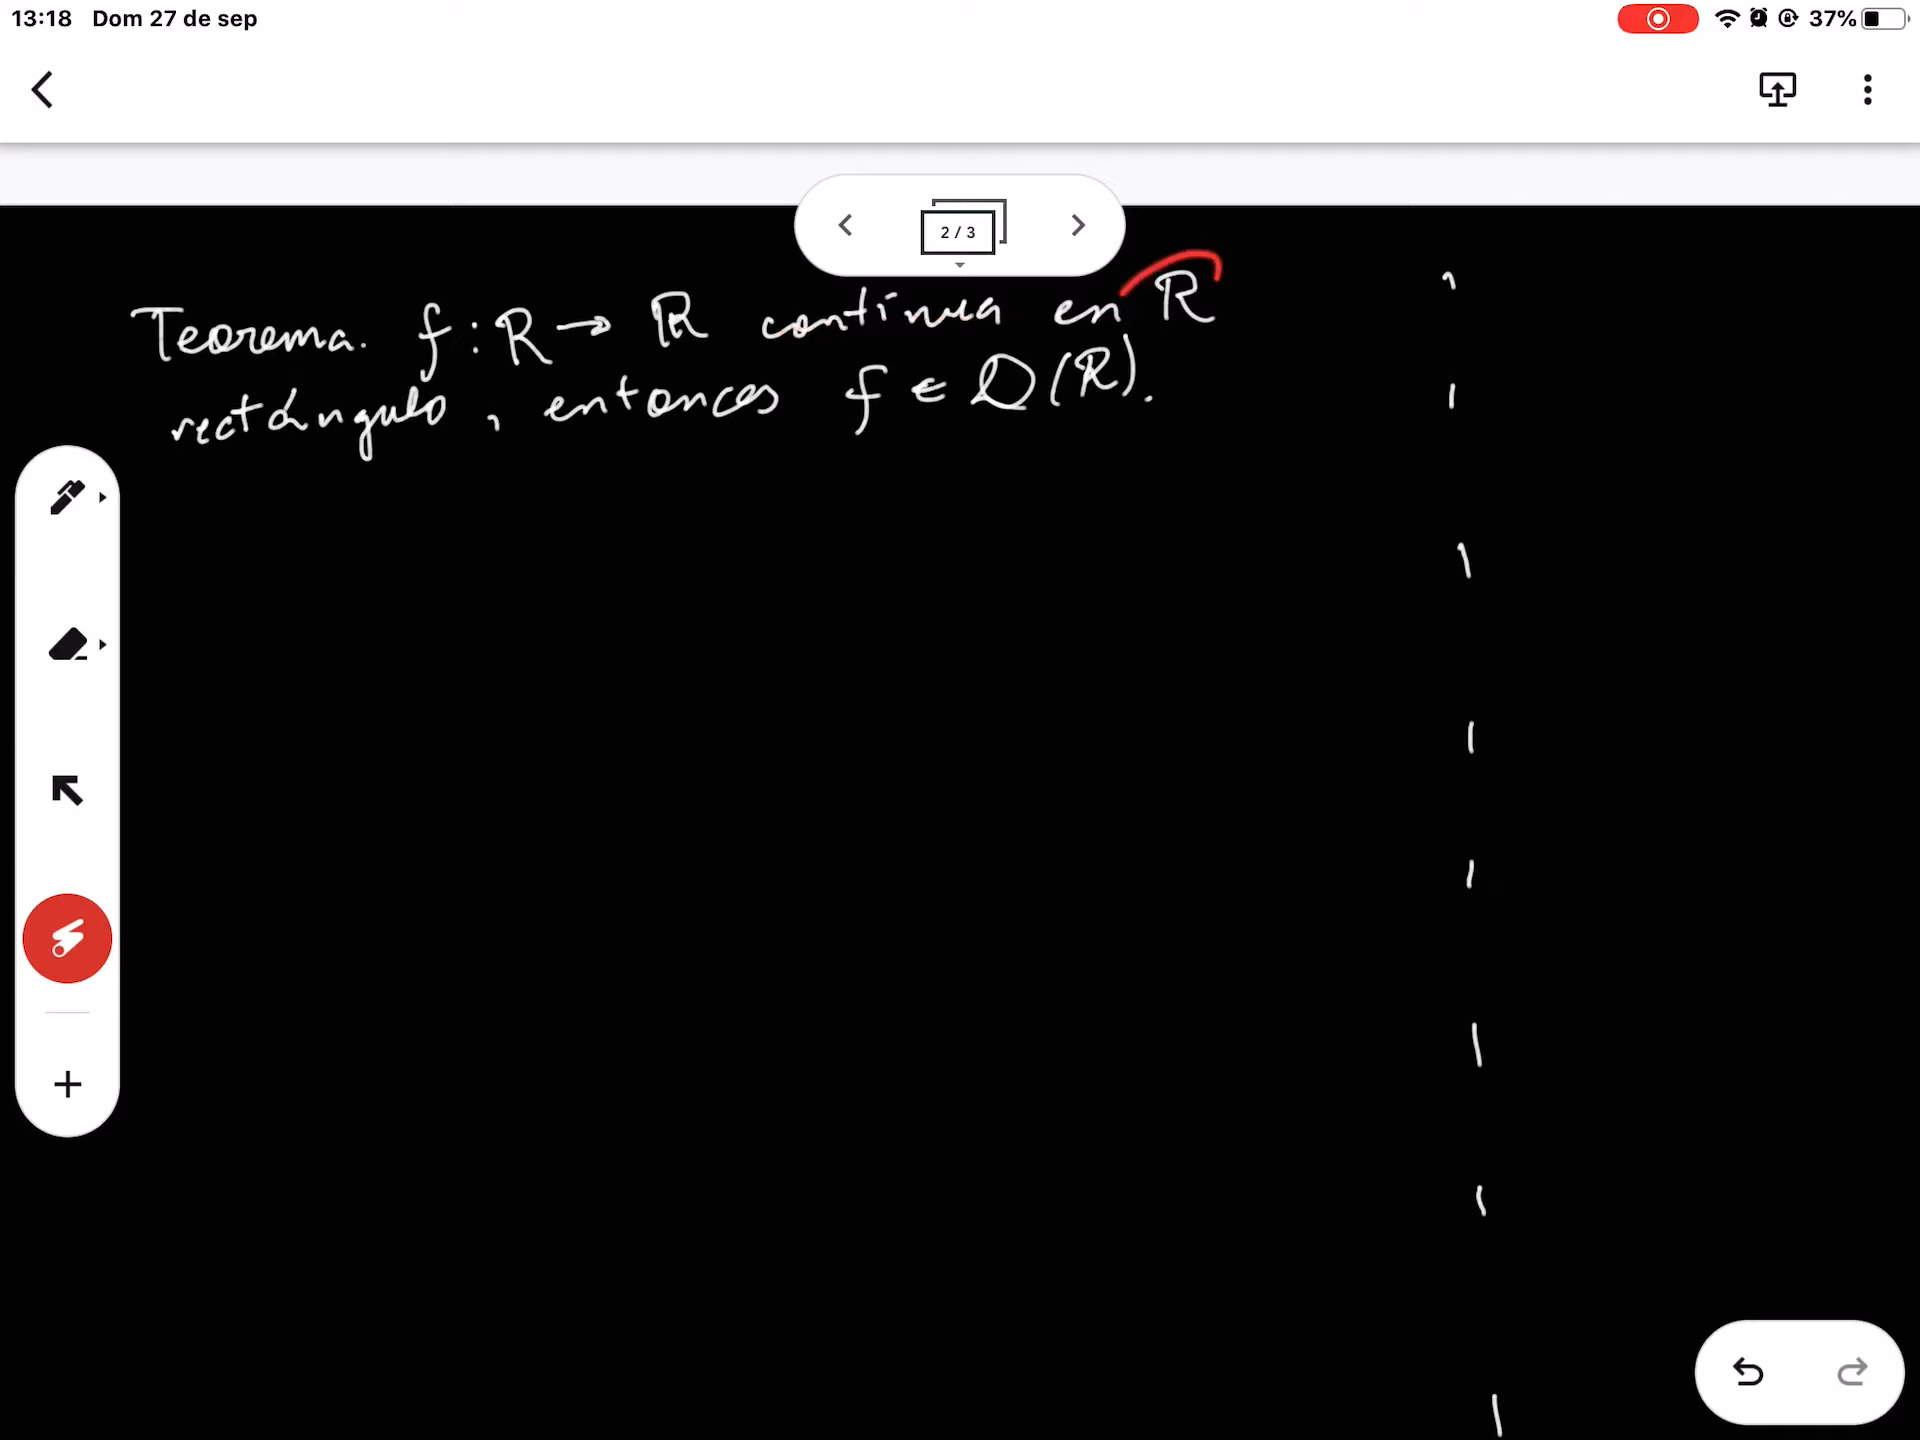 13:18 Dom 27 de sep 37%
2 / 3
Teorema. f: R → ℝ continua en R
rectángulo, entonces f ∈ Q(R).